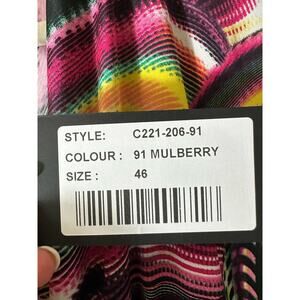 STYLE: C221-206-91
COLOUR : 91 MULBERRY
SIZE : 46